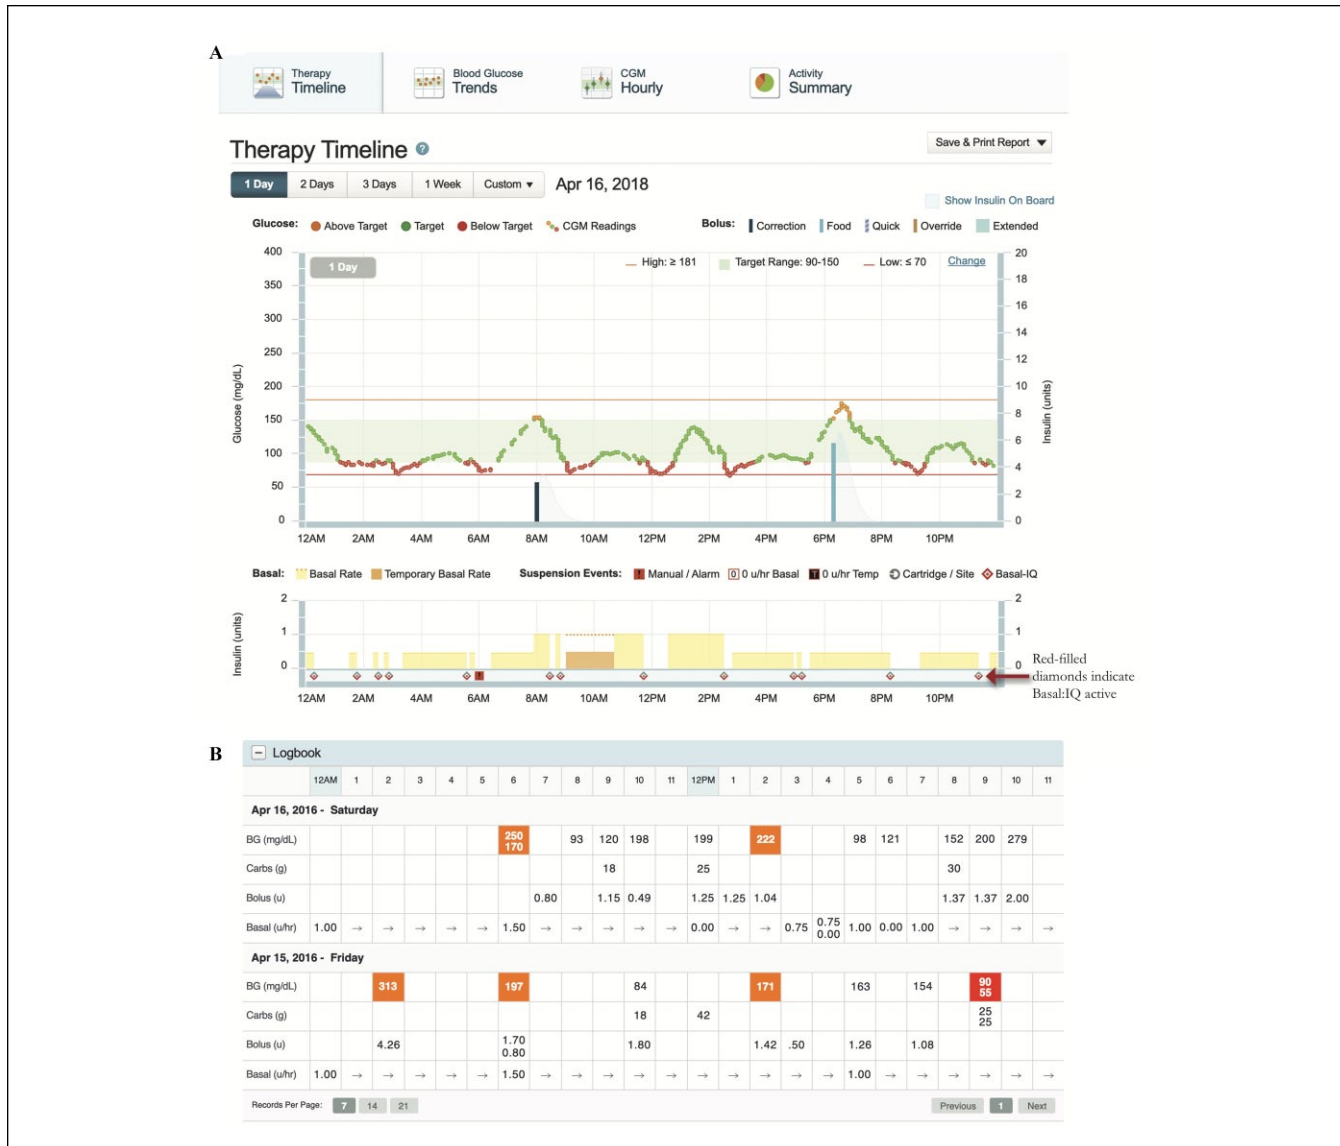 A
Therapy Timeline
Blood Glucose Trends
CGM Hourly
Activity Summary
Therapy Timeline ?
Save & Print Report ▼
1 Day 2 Days 3 Days 1 Week Custom ▾ Apr 16, 2018
Show Insulin On Board
Glucose: Above Target Target Below Target CGM Readings Bolus: Correction Food Quick Override Extended
1 Day
High: ≥ 181 Target Range: 90-150 Low: ≤ 70 Change
400 20
18
350
16
300
14
250
12
200 10
150
8
6
100
4
50
2
0 0
Glucose (mg/dL)
Insulin (units)
12AM 2AM 4AM 6AM 8AM 10AM 12PM 2PM 4PM 6PM 8PM 10PM
Basal: Basal Rate Temporary Basal Rate Suspension Events: ! Manual / Alarm 0 0 u/hr Basal T 0 u/hr Temp Cartridge / Site Basal-IQ
2 2
1 1
0 0
Insulin (units)
Insulin (units)
!
12AM 2AM 4AM 6AM 8AM 10AM 12PM 2PM 4PM 6PM 8PM 10PM
Red-filled
diamonds indicate
Basal:IQ active
B
− Logbook
12AM 1 2 3 4 5 6 7 8 9 10 11 12PM 1 2 3 4 5 6 7 8 9 10 11
Apr 16, 2016 - Saturday
BG (mg/dL) 250 170 93 120 198 199 222 98 121 152 200 279
Carbs (g) 18 25 30
Bolus (u) 0.80 1.15 0.49 1.25 1.25 1.04 1.37 1.37 2.00
Basal (u/hr) 1.00 → → → → → 1.50 → → → → → 0.00 → → 0.75 0.75 0.00 1.00 0.00 1.00 → → → →
Apr 15, 2016 - Friday
BG (mg/dL) 313 197 84 171 163 154 90 55
Carbs (g) 18 42 25 25
Bolus (u) 4.26 1.70 0.80 1.80 1.42 .50 1.26 1.08
Basal (u/hr) 1.00 → → → → → 1.50 → → → → → → → → → → 1.00 → → → → → →
Records Per Page: 7 14 21 Previous 1 Next